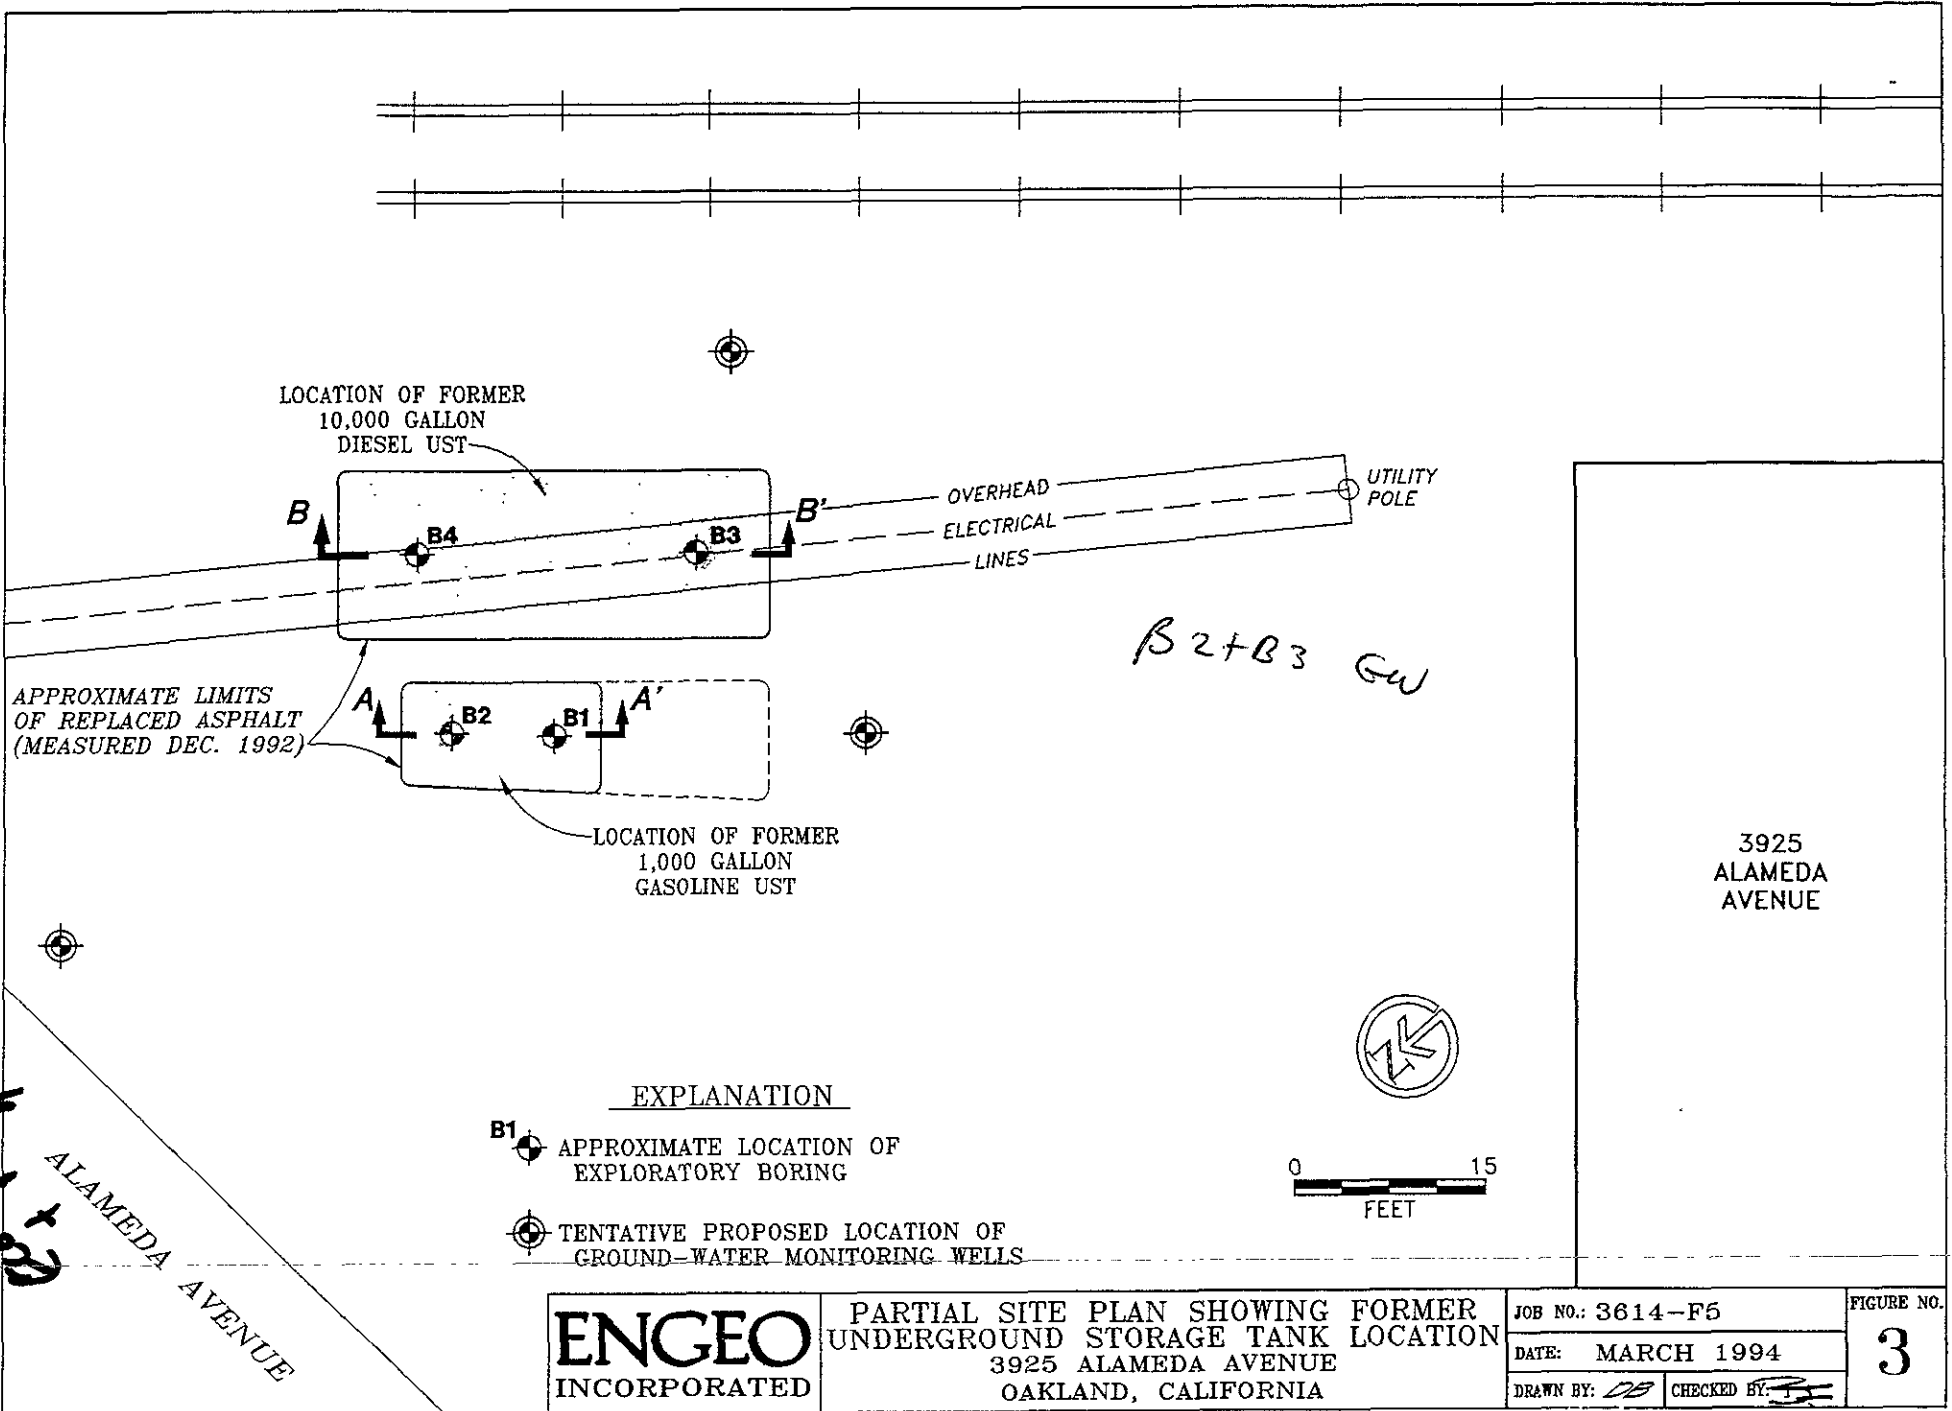 LOCATION OF FORMER
10,000 GALLON
DIESEL UST
B
B4
B3
B'
OVERHEAD
ELECTRICAL
LINES
UTILITY
POLE
B2+B3 GW
APPROXIMATE LIMITS
OF REPLACED ASPHALT
(MEASURED DEC. 1992)
A
B2
B1
A'
LOCATION OF FORMER
1,000 GALLON
GASOLINE UST
3925
ALAMEDA
AVENUE
N
EXPLANATION
B1
APPROXIMATE LOCATION OF
EXPLORATORY BORING
TENTATIVE PROPOSED LOCATION OF
GROUND-WATER MONITORING WELLS
0 15
FEET
ALAMEDA AVENUE
ENGEO
INCORPORATED
PARTIAL SITE PLAN SHOWING FORMER
UNDERGROUND STORAGE TANK LOCATION
3925 ALAMEDA AVENUE
OAKLAND, CALIFORNIA
JOB NO.: 3614-F5
DATE: MARCH 1994
DRAWN BY: DB
CHECKED BY:
FIGURE NO.
3